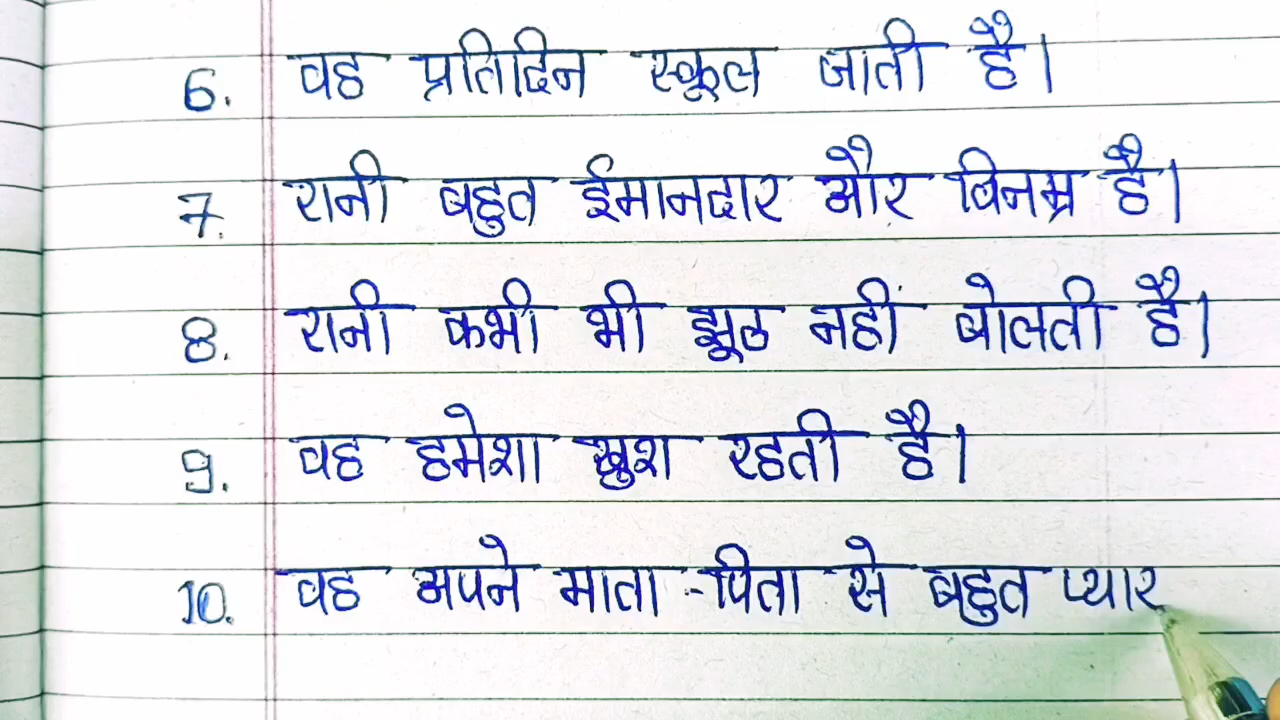 6. वह प्रतिदिन स्कूल जाती है।
7. रानी बहुत ईमानदार और विनम्र है।
8. रानी कभी भी झूठ नहीं बोलती है।
9. वह हमेशा खुश रहती है।
10. वह अपने माता-पिता से बहुत प्यार